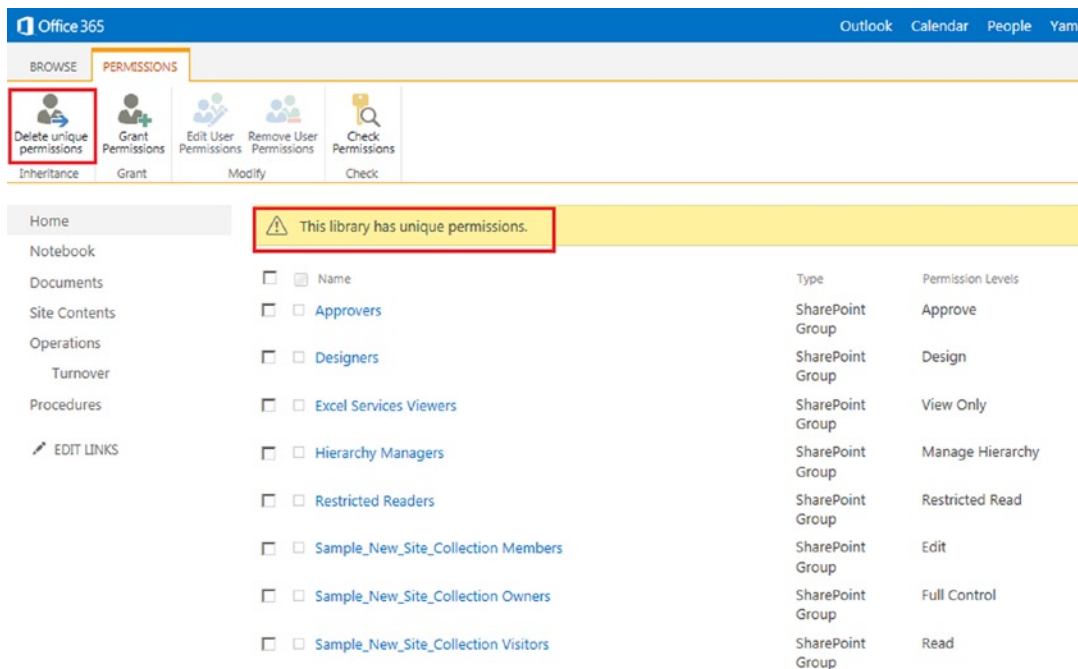 Office 365
Outlook Calendar People Yam
BROWSE PERMISSIONS
Delete unique permissions
Grant Permissions
Edit User Permissions
Remove User Permissions
Check Permissions
Inheritance Grant Modify Check
Home
Notebook
Documents
Site Contents
Operations
Turnover
Procedures
EDIT LINKS
This library has unique permissions.
Name Type Permission Levels
Approvers SharePoint Group Approve
Designers SharePoint Group Design
Excel Services Viewers SharePoint Group View Only
Hierarchy Managers SharePoint Group Manage Hierarchy
Restricted Readers SharePoint Group Restricted Read
Sample_New_Site_Collection Members SharePoint Group Edit
Sample_New_Site_Collection Owners SharePoint Group Full Control
Sample_New_Site_Collection Visitors SharePoint Group Read